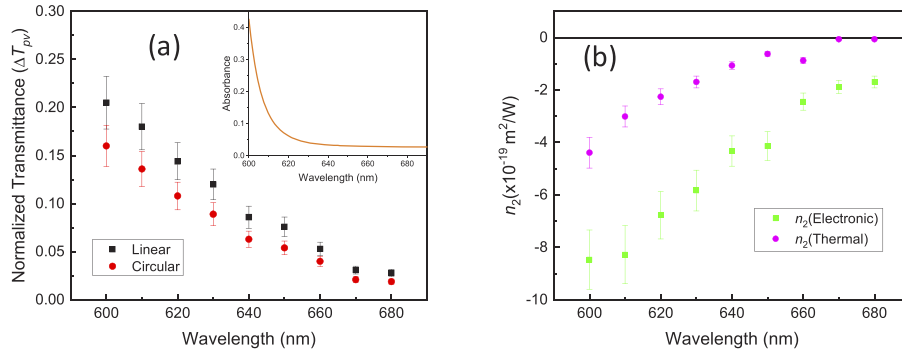 (a)
Normalized Transmittance (ΔTpv)
0.30
0.25
0.20
0.15
0.10
0.05
0.00
600 620 640 660 680
Wavelength (nm)
Linear
Circular
Absorbance
0.4
0.3
0.2
0.1
0.0
600 620 640 660 680
Wavelength (nm)
(b)
n2(x10-19 m2/W)
0
-2
-4
-6
-8
-10
600 620 640 660 680
Wavelength (nm)
n2(Electronic)
n2(Thermal)